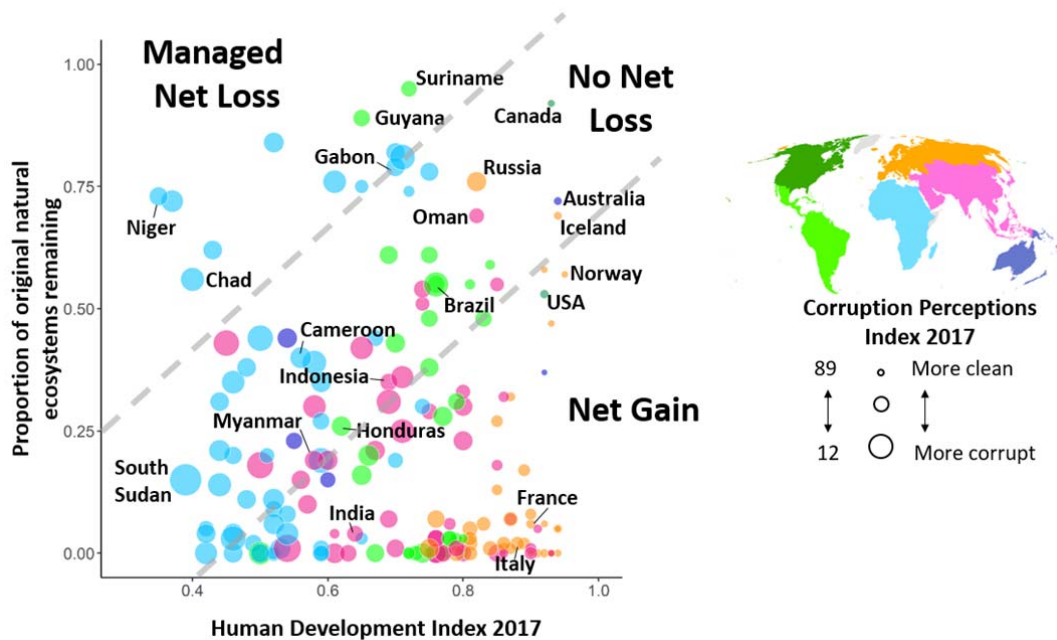 Managed
Net Loss
No Net
Loss
Net Gain
Suriname
Guyana
Canada
Gabon
Russia
Niger
Oman
Australia
Iceland
Chad
Norway
Brazil
USA
Cameroon
Indonesia
Myanmar
Honduras
South
Sudan
India
France
Italy
Proportion of original natural
ecosystems remaining
1.00
0.75
0.50
0.25
0.00
0.4
0.6
0.8
1.0
Human Development Index 2017
Corruption Perceptions
Index 2017
89
More clean
12
More corrupt